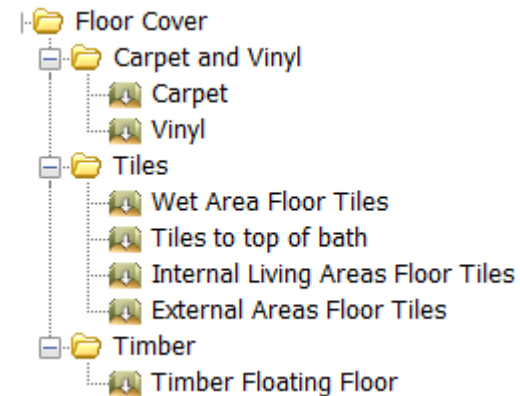 Floor Cover
Carpet and Vinyl
Carpet
Vinyl
Tiles
Wet Area Floor Tiles
Tiles to top of bath
Internal Living Areas Floor Tiles
External Areas Floor Tiles
Timber
Timber Floating Floor